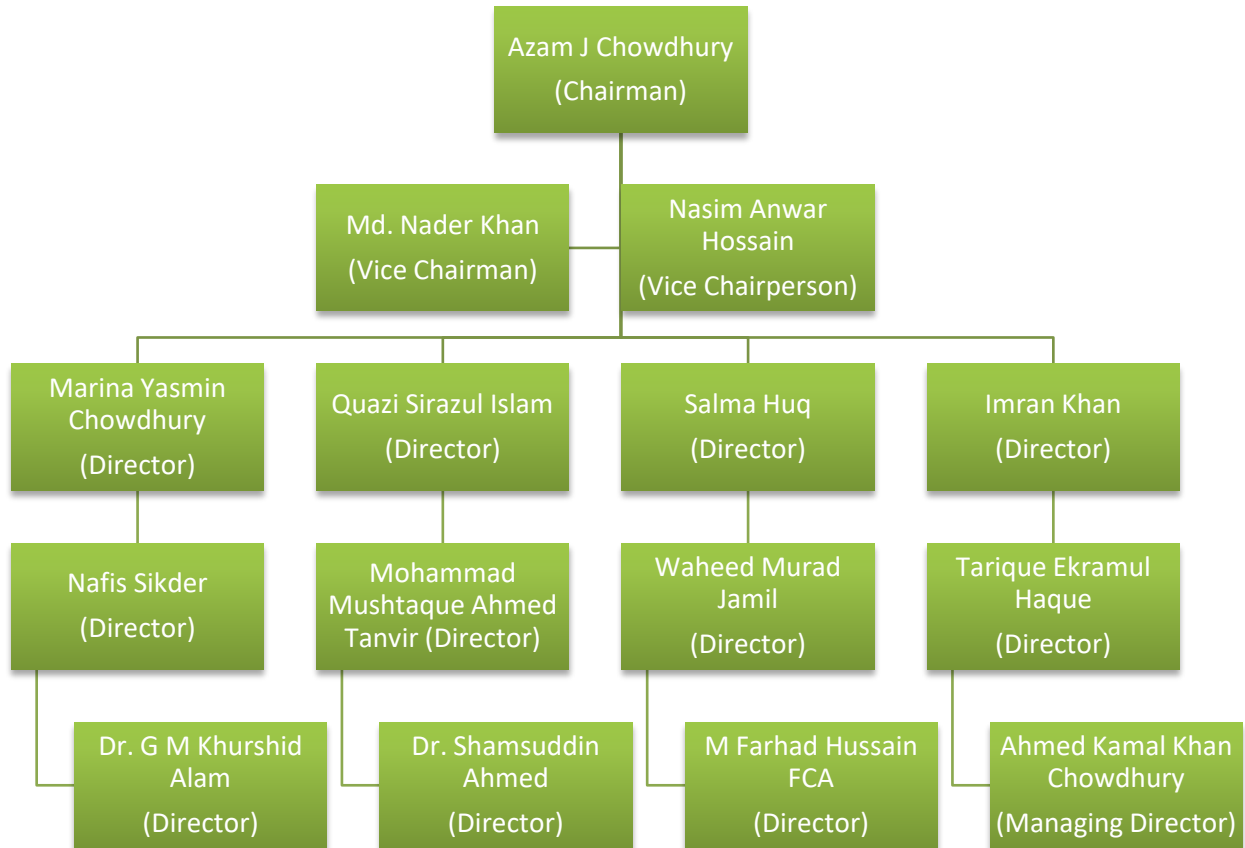 Azam J Chowdhury
(Chairman)
Md. Nader Khan
(Vice Chairman)
Nasim Anwar
Hossain
(Vice Chairperson)
Marina Yasmin
Chowdhury
(Director)
Quazi Sirazul Islam
(Director)
Salma Huq
(Director)
Imran Khan
(Director)
Nafis Sikder
(Director)
Mohammad
Mushtaque Ahmed
Tanvir (Director)
Waheed Murad
Jamil
(Director)
Tarique Ekramul
Haque
(Director)
Dr. G M Khurshid
Alam
(Director)
Dr. Shamsuddin
Ahmed
(Director)
M Farhad Hussain
FCA
(Director)
Ahmed Kamal Khan
Chowdhury
(Managing Director)